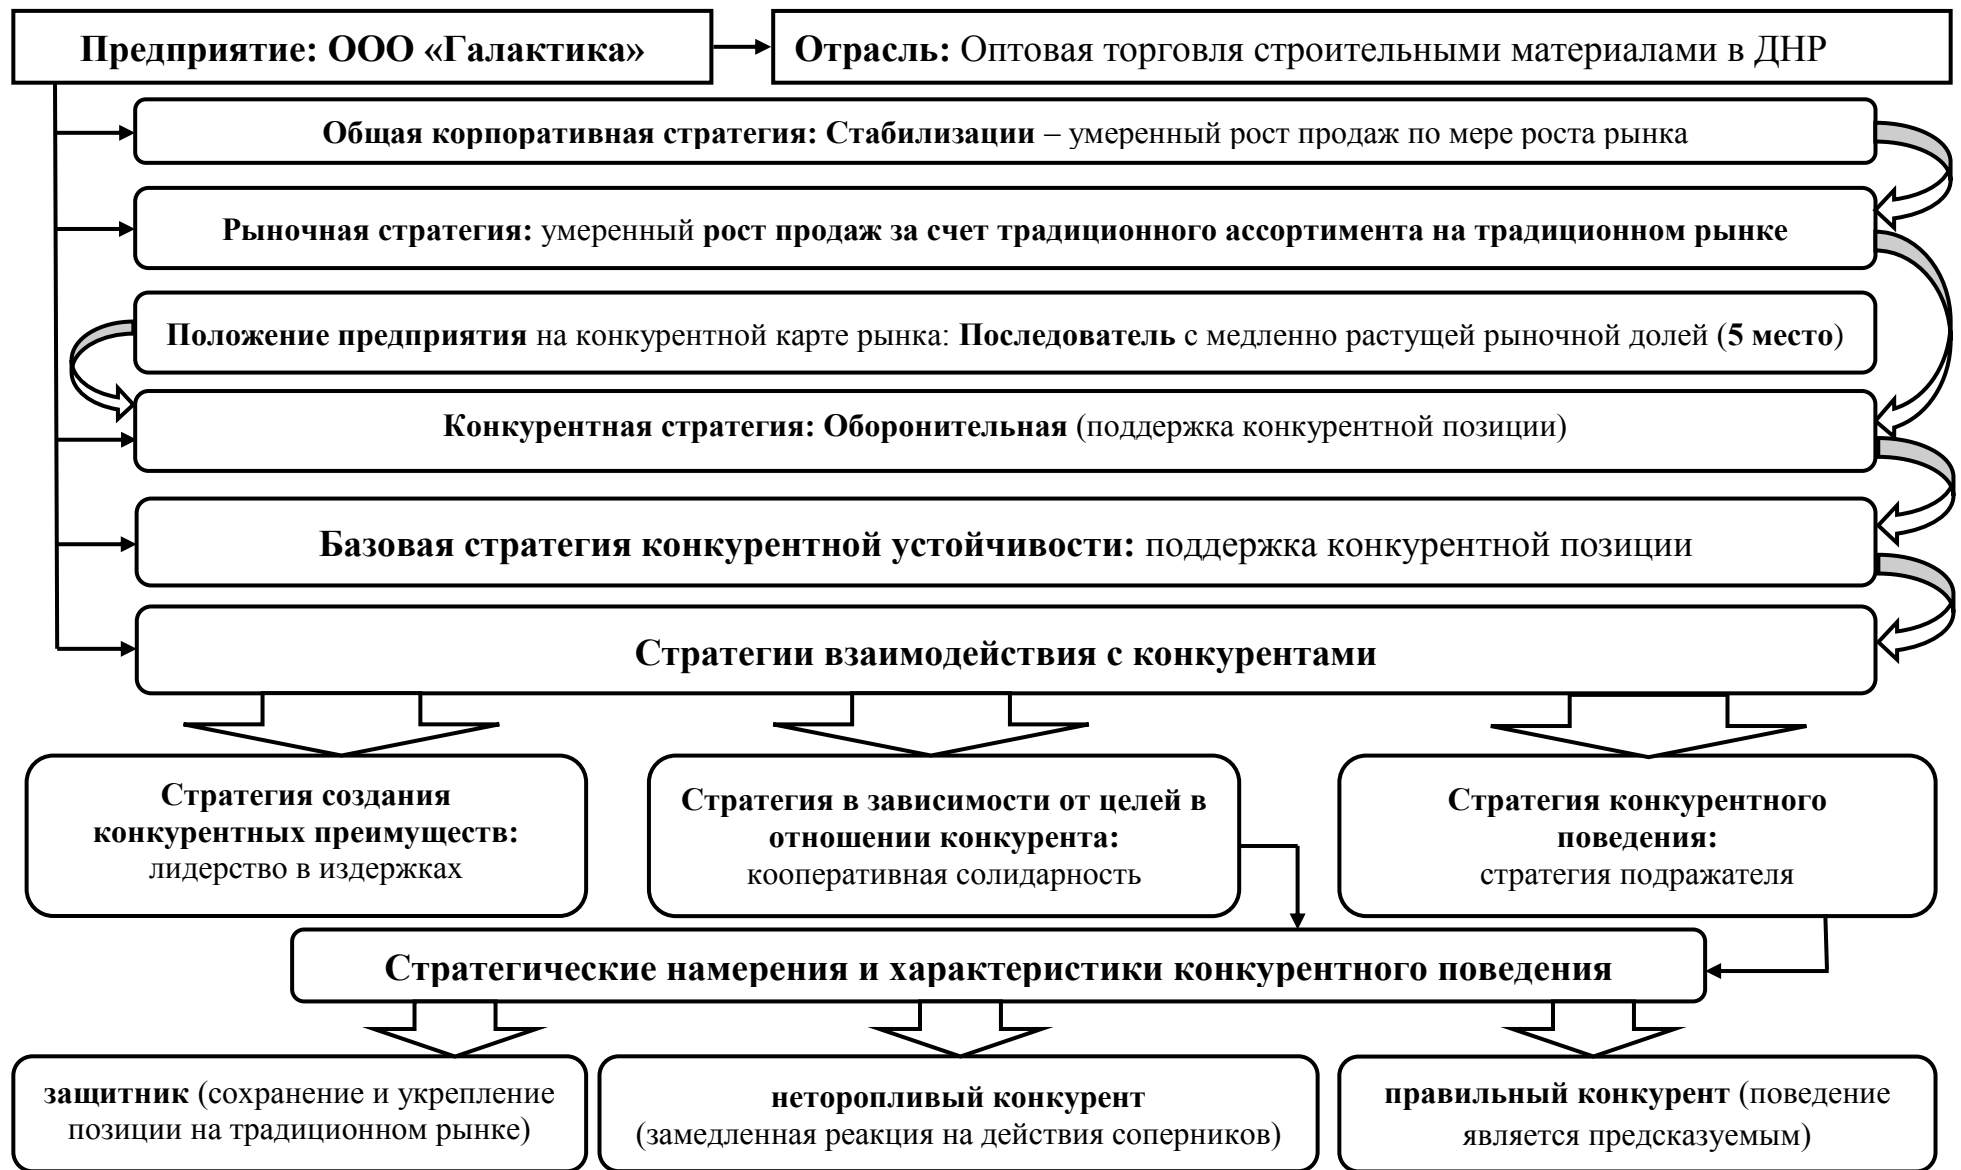 Предприятие: ООО «Галактика»
Отрасль: Оптовая торговля строительными материалами в ДНР
Общая корпоративная стратегия: Стабилизации – умеренный рост продаж по мере роста рынка
Рыночная стратегия: умеренный рост продаж за счет традиционного ассортимента на традиционном рынке
Положение предприятия на конкурентной карте рынка: Последователь с медленно растущей рыночной долей (5 место)
Конкурентная стратегия: Оборонительная (поддержка конкурентной позиции)
Базовая стратегия конкурентной устойчивости: поддержка конкурентной позиции
Стратегии взаимодействия с конкурентами
Стратегия создания
конкурентных преимуществ:
лидерство в издержках
Стратегия в зависимости от целей в
отношении конкурента:
кооперативная солидарность
Стратегия конкурентного
поведения:
стратегия подражателя
Стратегические намерения и характеристики конкурентного поведения
защитник (сохранение и укрепление
позиции на традиционном рынке)
неторопливый конкурент
(замедленная реакция на действия соперников)
правильный конкурент (поведение
является предсказуемым)